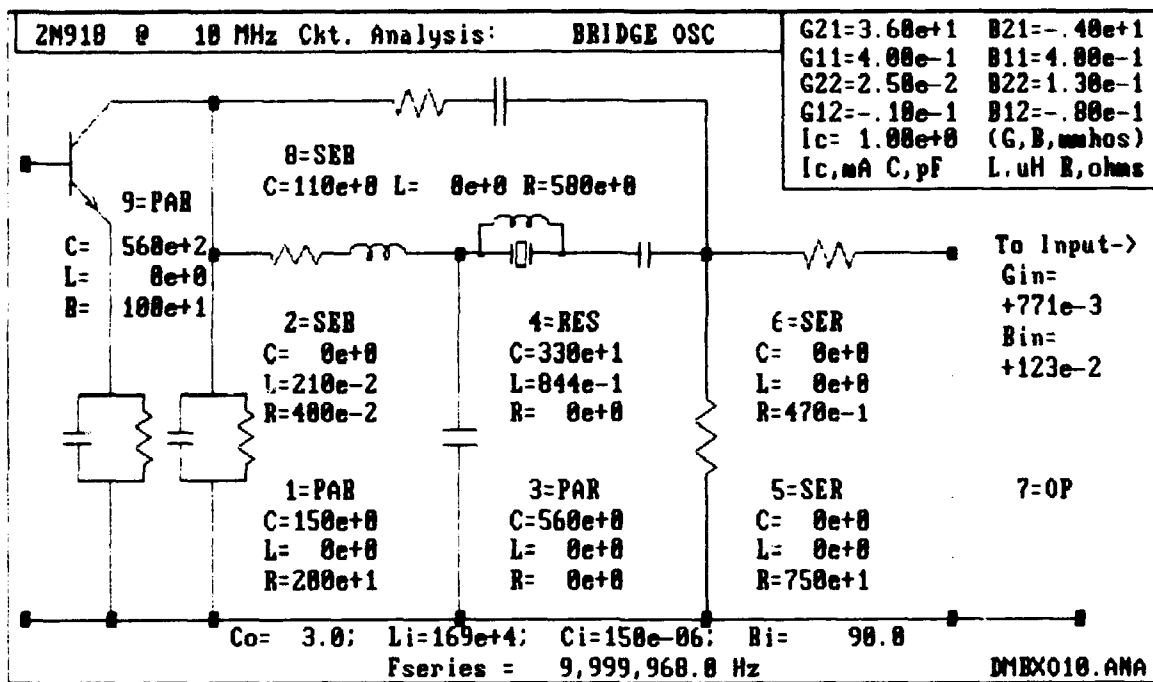 2N918 @ 10 MHz Ckt. Analysis: BRIDGE OSC
G21=3.60e+1 B21=-.40e+1
G11=4.00e-1 B11=4.00e-1
G22=2.50e-2 B22=1.30e-1
G12=-.10e-1 B12=-.80e-1
Ic= 1.00e+0 (G,B,mmhos)
Ic,mA C,pF L.uH R,ohms
8=SER
C=110e+0 L= 0e+0 R=580e+0
9=PAR
C= 560e+2
L= 0e+0
R= 100e+1
2=SER
C= 0e+0
L=210e-2
R=400e-2
4=RES
C=330e+1
L=844e-1
R= 0e+0
6=SER
C= 0e+0
L= 0e+0
R=470e-1
To Input->
Gin=
+771e-3
Bin=
+123e-2
1=PAR
C=150e+0
L= 0e+0
R=200e+1
3=PAR
C=560e+0
L= 0e+0
R= 0e+0
5=SER
C= 0e+0
L= 0e+0
R=750e+1
7=OP
Co= 3.0; Li=169e+4; Ci=150e-06; Ri= 90.0
Fseries = 9,999,968.0 Hz
DMBXO10.ANA